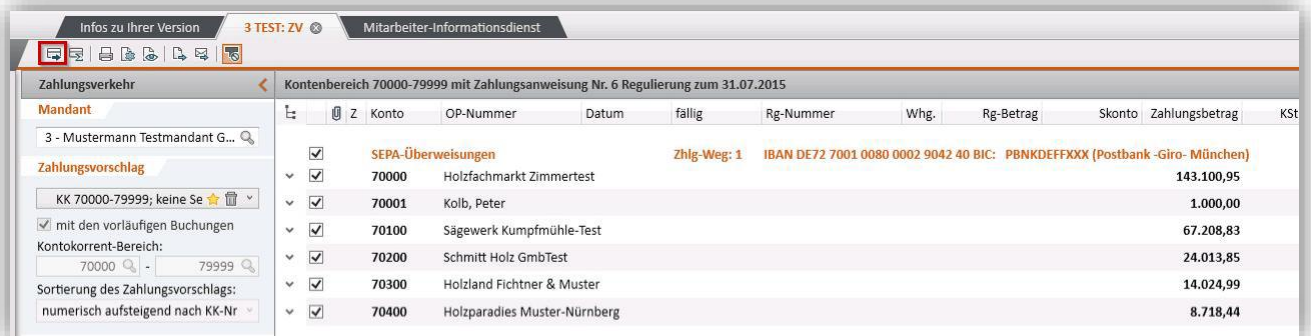 Infos zu Ihrer Version 3 TEST: ZV Mitarbeiter-Informationsdienst
Zahlungsverkehr
Mandant
3 - Mustermann Testmandant G...
Zahlungsvorschlag
KK 70000-79999; keine Se
mit den vorläufigen Buchungen
Kontokorrent-Bereich:
70000 - 79999
Sortierung des Zahlungsvorschlags:
numerisch aufsteigend nach KK-Nr
Kontenbereich 70000-79999 mit Zahlungsanweisung Nr. 6 Regulierung zum 31.07.2015
Z Konto OP-Nummer Datum fällig Rg-Nummer Whg. Rg-Betrag Skonto Zahlungsbetrag KSt
SEPA-Überweisungen Zhlg-Weg: 1 IBAN DE72 7001 0080 0002 9042 40 BIC: PBNKDEFFXXX (Postbank -Giro- München)
70000 Holzfachmarkt Zimmertest 143.100,95
70001 Kolb, Peter 1.000,00
70100 Sägewerk Kumpfmühle-Test 67.208,83
70200 Schmitt Holz GmbTest 24.013,85
70300 Holzland Fichtner & Muster 14.024,99
70400 Holzparadies Muster-Nürnberg 8.718,44